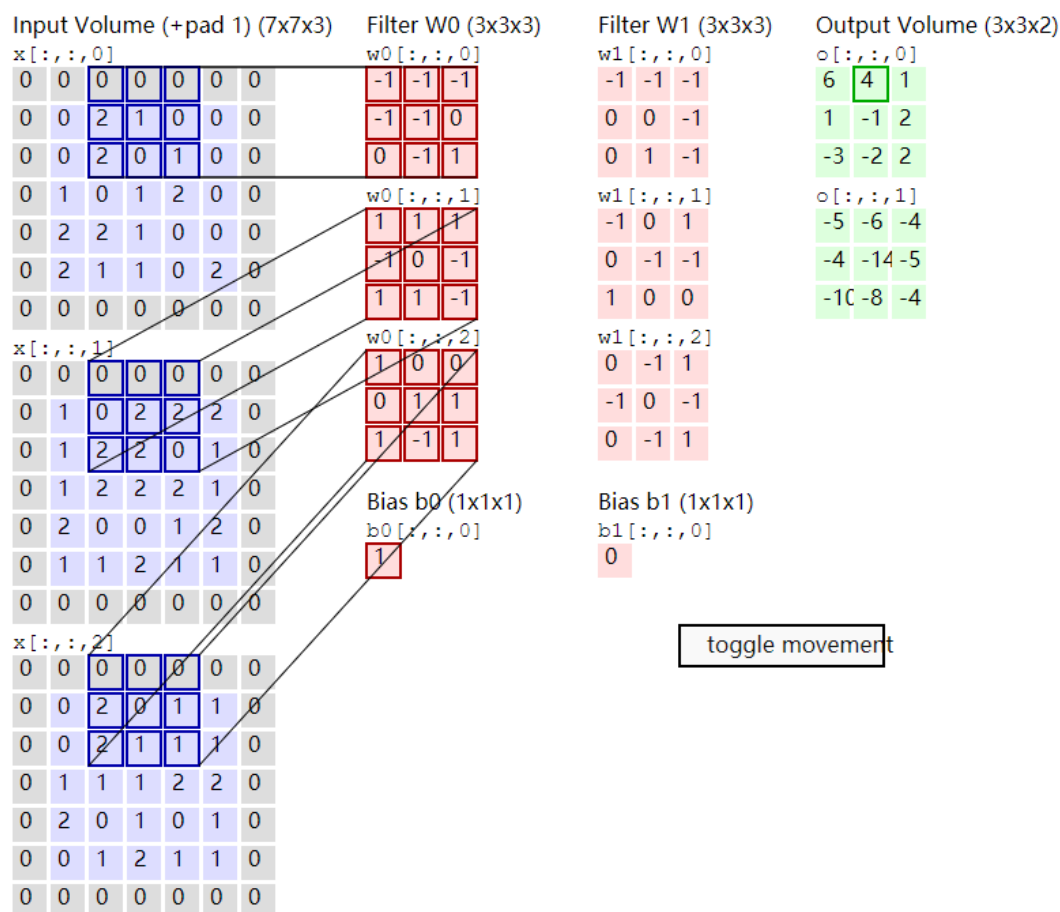 Input Volume (+pad 1) (7x7x3) Filter W0 (3x3x3) Filter W1 (3x3x3) Output Volume (3x3x2)
x[:,:,0] w0[:,:,0] w1[:,:,0] o[:,:,0]
0 0 0 0 0 0 0 -1 -1 -1 -1 -1 -1 6 4 1
0 0 2 1 0 0 0 -1 -1 0 0 0 -1 1 -1 2
0 0 2 0 1 0 0 0 -1 1 0 1 -1 -3 -2 2
0 1 0 1 2 0 0 w0[:,:,1] w1[:,:,1] o[:,:,1]
0 2 2 1 0 0 0 1 1 1 -1 0 1 -5 -6 -4
0 2 1 1 0 2 0 -1 0 -1 0 -1 -1 -4 -14 -5
0 0 0 0 0 0 0 1 1 -1 1 0 0 -10 -8 -4
x[:,:,1] w0[:,:,2] w1[:,:,2]
0 0 0 0 0 0 0 1 0 0 0 -1 1
0 1 0 2 2 2 0 0 1 1 -1 0 -1
0 1 2 2 0 1 0 1 -1 1 0 -1 1
0 1 2 2 2 1 0 Bias b0 (1x1x1) Bias b1 (1x1x1)
0 2 0 0 1 2 0 b0[:,:,0] b1[:,:,0]
0 1 1 2 1 1 0 1 0
0 0 0 0 0 0 0
x[:,:,2] toggle movement
0 0 0 0 0 0 0
0 0 2 0 1 1 0
0 0 2 1 1 1 0
0 1 1 1 2 2 0
0 2 0 1 0 1 0
0 0 1 2 1 1 0
0 0 0 0 0 0 0